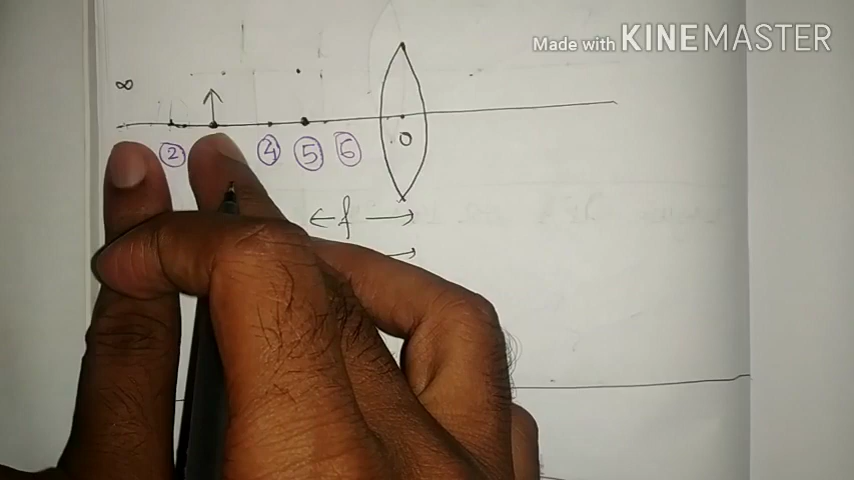 Made with KINEMASTER
∞
② ④ ⑤ ⑥ O
← f →
→